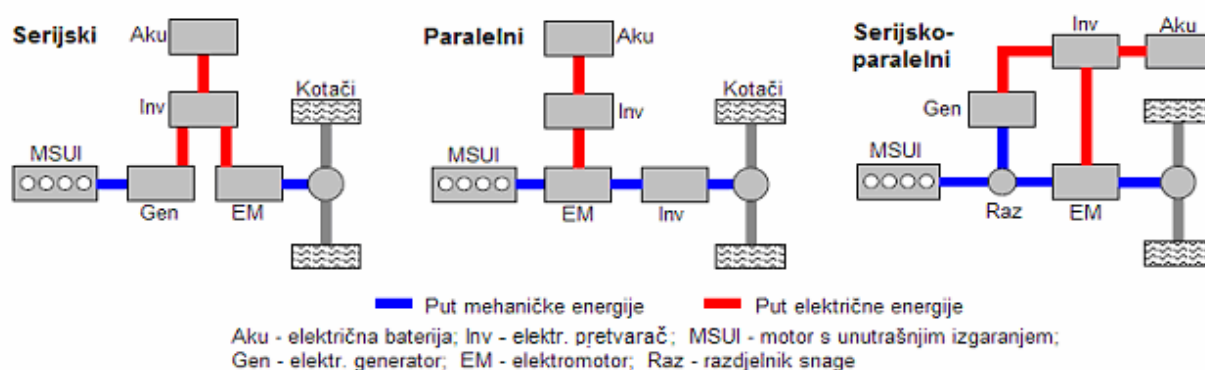 Serijski
Aku
Inv
Kotači
MSUI
Gen
EM
Paralelni
Aku
Inv
Kotači
MSUI
EM
Inv
Serijsko-
paralelni
Inv
Aku
Gen
MSUI
Raz
EM
Put mehaničke energije
Put električne energije
Aku - električna baterija; Inv - elektr. pretvarač; MSUI - motor s unutrašnjim izgaranjem;
Gen - elektr. generator; EM - elektromotor; Raz - razdjelnik snage